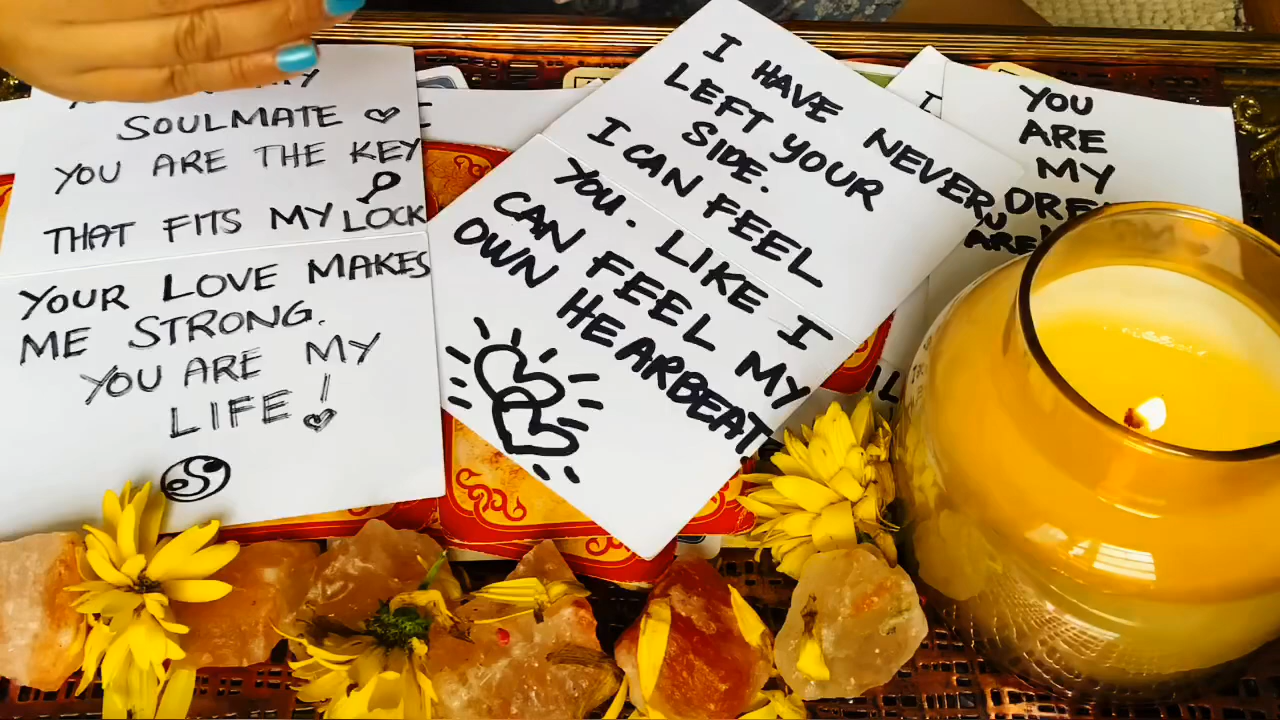 SOULMATE
YOU ARE THE KEY
THAT FITS MY LOCK
YOUR LOVE MAKES
ME STRONG.
YOU ARE MY
LIFE!
I HAVE NEVER
LEFT YOUR
SIDE.
I CAN FEEL
YOU. LIKE I
CAN FEEL MY
OWN HEARBEAT.
YOU
ARE
MY
ARE